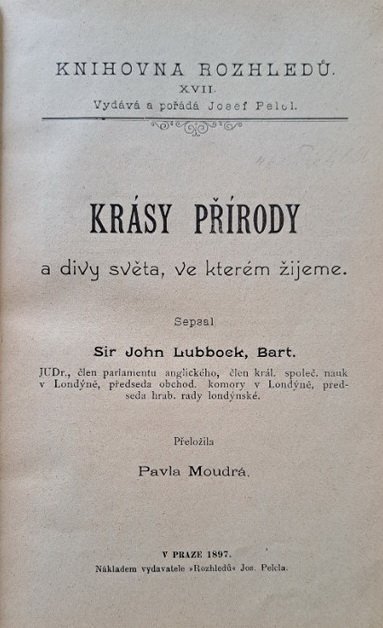 KNIHOVNA ROZHLEDŮ.
XVII.
Vydává a pořádá Josef Pelcl.
KRÁSY PŘÍRODY
a divy světa, ve kterém žijeme.
Sepsal
Sir John Lubbock, Bart.
JUDr., člen parlamentu anglického, člen král. společ. nauk
v Londýně, předseda obchod. komory v Londýně, před-
seda hrab. rady londýnské.
Přeložila
Pavla Moudrá.
V PRAZE 1897.
Nákladem vydavatele »Rozhledů« Jos. Pelcla.